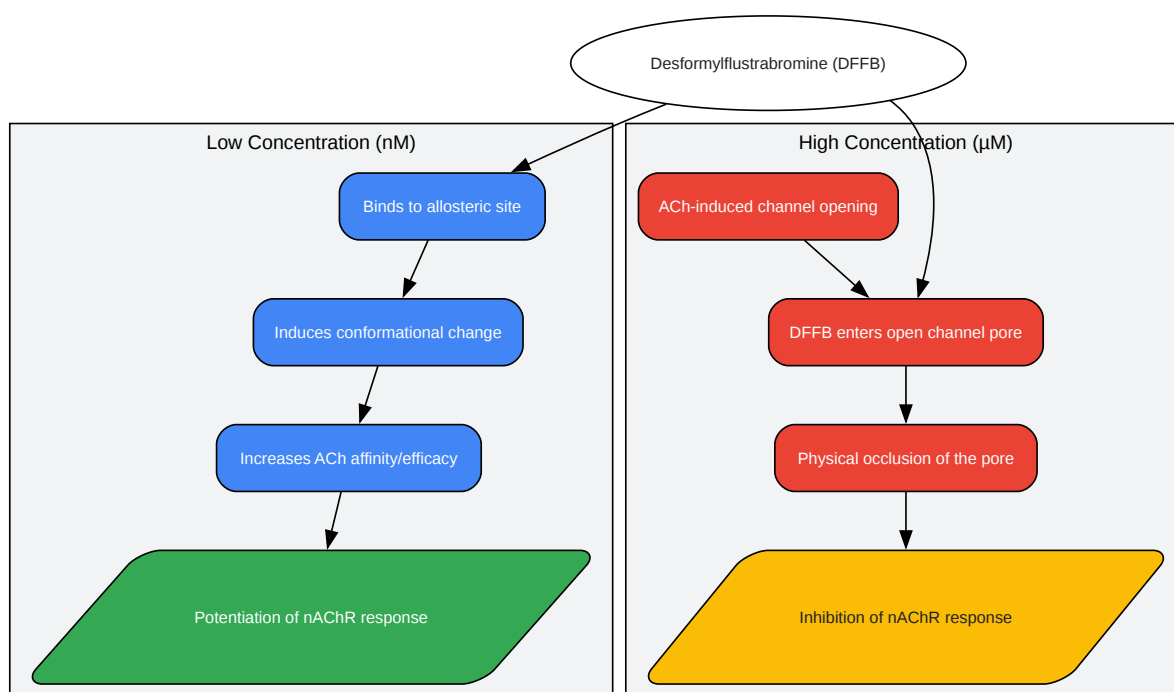 Desformylflustrabromine (DFFB)
Low Concentration (nM)
Binds to allosteric site
Induces conformational change
Increases ACh affinity/efficacy
Potentiation of nAChR response
High Concentration (µM)
ACh-induced channel opening
DFFB enters open channel pore
Physical occlusion of the pore
Inhibition of nAChR response